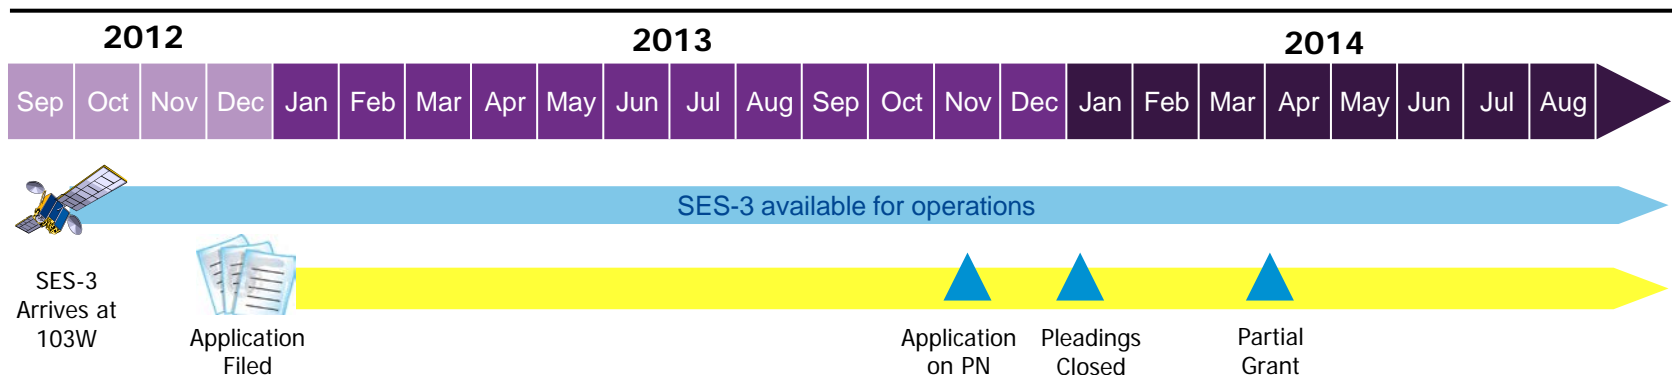 2012 2013 2014
Sep Oct Nov Dec Jan Feb Mar Apr May Jun Jul Aug Sep Oct Nov Dec Jan Feb Mar Apr May Jun Jul Aug
SES-3 available for operations
SES-3
Arrives at
103W
Application
Filed
Application
on PN
Pleadings
Closed
Partial
Grant